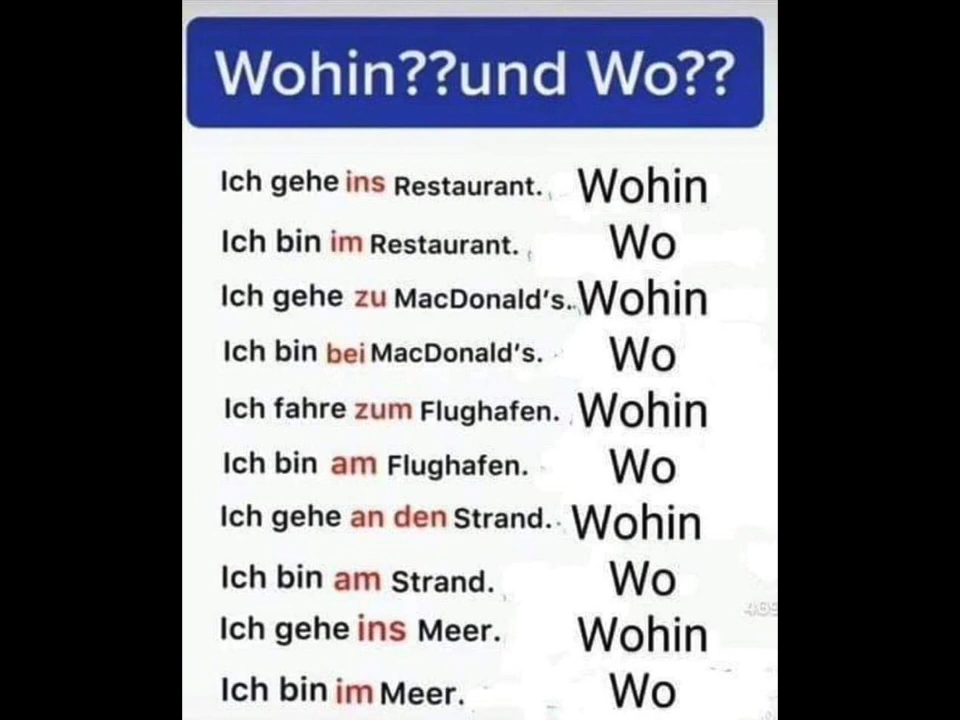 Wohin??und Wo??
Ich gehe ins Restaurant. Wohin
Ich bin im Restaurant. Wo
Ich gehe zu MacDonald's. Wohin
Ich bin bei MacDonald's. Wo
Ich fahre zum Flughafen. Wohin
Ich bin am Flughafen. Wo
Ich gehe an den Strand. Wohin
Ich bin am Strand. Wo
Ich gehe ins Meer. Wohin
Ich bin im Meer. Wo